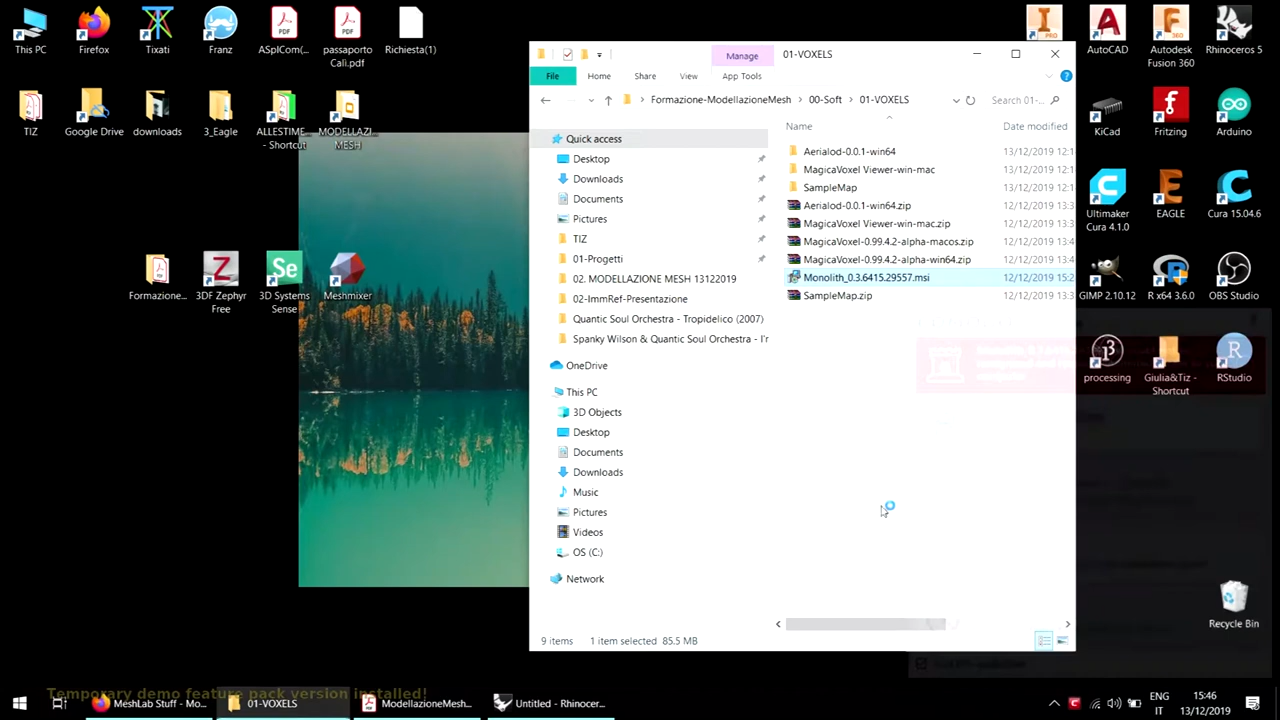 This PC
Firefox
Tixati
Franz
ASplCom(...
passaporto
Cali.pdf
Richiesta(1)
TIZ
Google Drive
downloads
3_Eagle
ALLESTIME...
- Shortcut
MODELLAZI...
MESH
Formazione...
3DF Zephyr
Free
3D Systems
Sense
Meshmixer
Manage
01-VOXELS
File
Home
Share
View
App Tools
Formazione-ModellazioneMesh
00-Soft
01-VOXELS
Search 01-...
Quick access
Desktop
Downloads
Documents
Pictures
TIZ
01-Progetti
02. MODELLAZIONE MESH 13122019
02-ImmRef-Presentazione
Quantic Soul Orchestra - Tropidelico (2007)
Spanky Wilson & Quantic Soul Orchestra - I'r
OneDrive
This PC
3D Objects
Desktop
Documents
Downloads
Music
Pictures
Videos
OS (C:)
Network
Name Date modified
Aerialod-0.0.1-win64 13/12/2019 12:1
MagicaVoxel Viewer-win-mac 13/12/2019 12:1
SampleMap 13/12/2019 12:1
Aerialod-0.0.1-win64.zip 12/12/2019 13:3
MagicaVoxel Viewer-win-mac.zip 12/12/2019 13:3
MagicaVoxel-0.99.4.2-alpha-macos.zip 12/12/2019 13:4
MagicaVoxel-0.99.4.2-alpha-win64.zip 12/12/2019 13:4
Monolith_0.3.6415.29557.msi 12/12/2019 15:2
SampleMap.zip 12/12/2019 13:3
9 items
1 item selected 85.5 MB
PRO
AutoCAD
Autodesk
Fusion 360
Rhinoceros 5
KiCad
Fritzing
Arduino
Ultimaker
Cura 4.1.0
EAGLE
Cura 15.04.6
GIMP 2.10.12
R x64 3.6.0
OBS Studio
processing
Giulia&Tiz -
Shortcut
RStudio
Recycle Bin
Temporary demo feature pack version installed!
MeshLab Stuff - Mo...
01-VOXELS
ModellazioneMesh...
Untitled - Rhinocer...
ENG
IT
15:46
13/12/2019